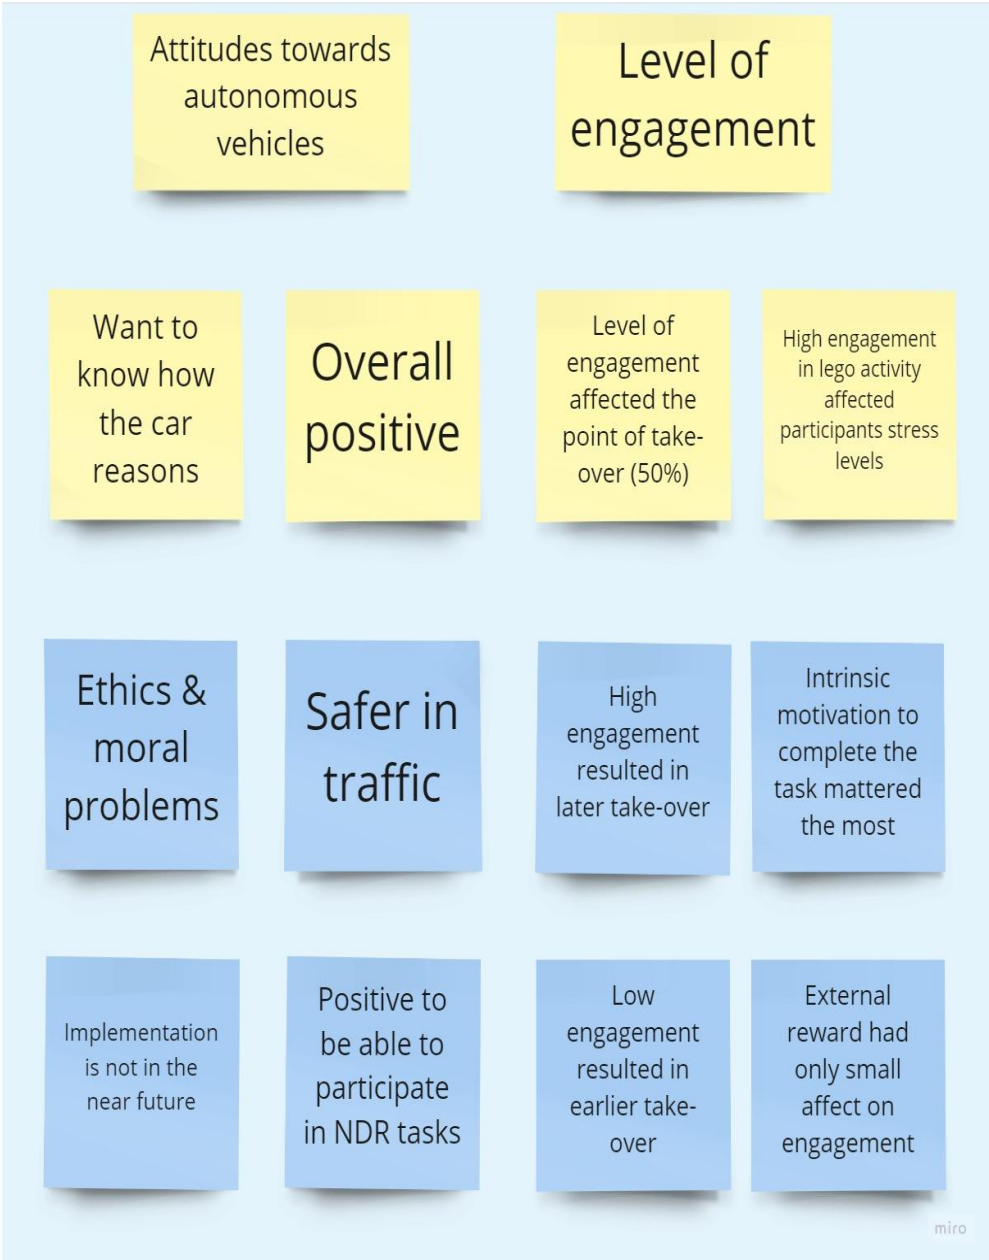 Attitudes towards
autonomous
vehicles
Level of
engagement
Want to
know how
the car
reasons
Overall
positive
Level of
engagement
affected the
point of take-
over (50%)
High engagement
in lego activity
affected
participants stress
levels
Ethics &
moral
problems
Safer in
traffic
High
engagement
resulted in
later take-over
Intrinsic
motivation to
complete the
task mattered
the most
Implementation
is not in the
near future
Positive to
be able to
participate
in NDR tasks
Low
engagement
resulted in
earlier take-
over
External
reward had
only small
affect on
engagement
miro